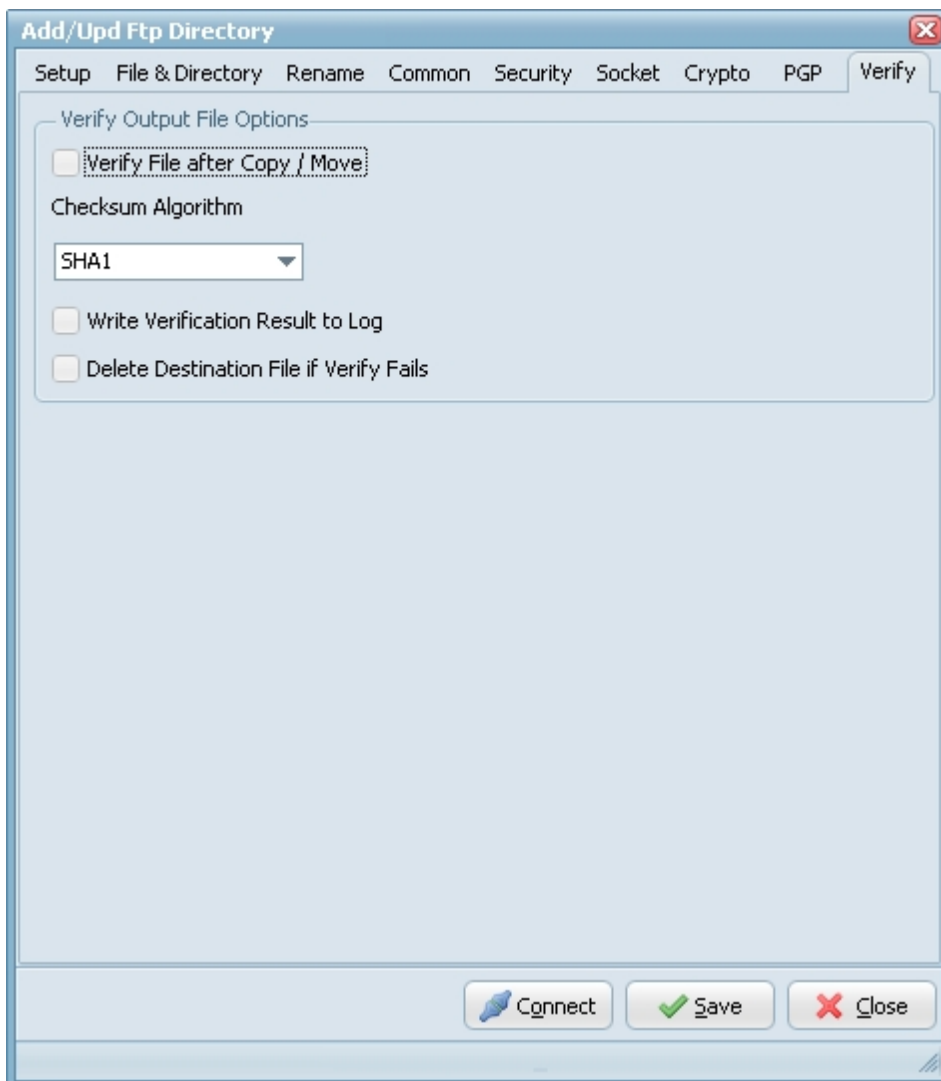 Add/Upd Ftp Directory
Setup File & Directory Rename Common Security Socket Crypto PGP Verify
Verify Output File Options
Verify File after Copy / Move
Checksum Algorithm
SHA1
Write Verification Result to Log
Delete Destination File if Verify Fails
Connect Save Close